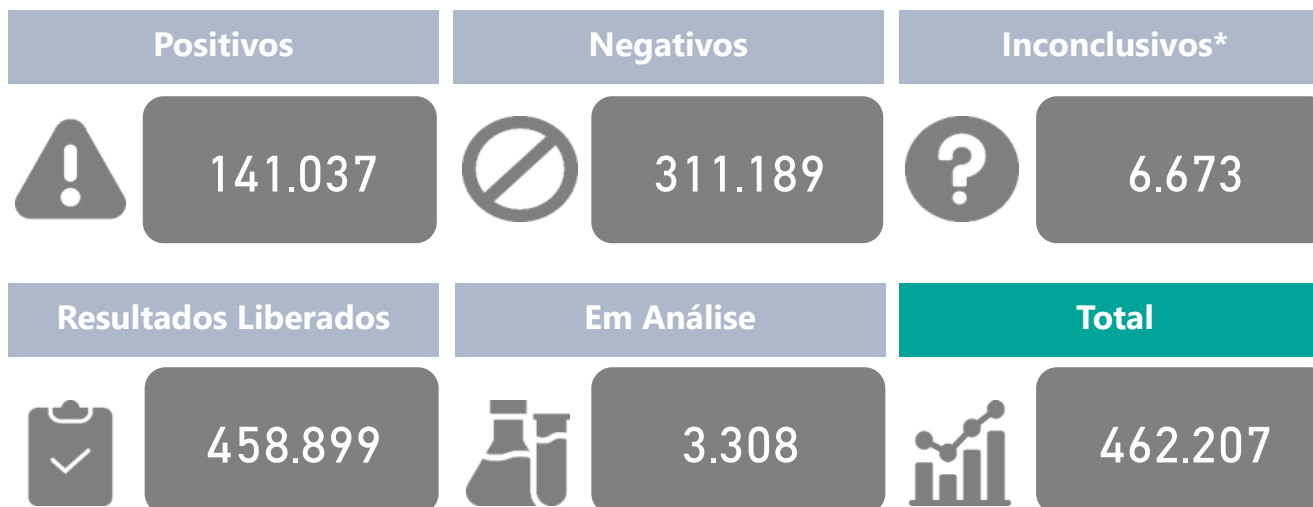 Positivos
Negativos
Inconclusivos*
141.037
311.189
6.673
Resultados Liberados
Em Análise
Total
458.899
3.308
462.207